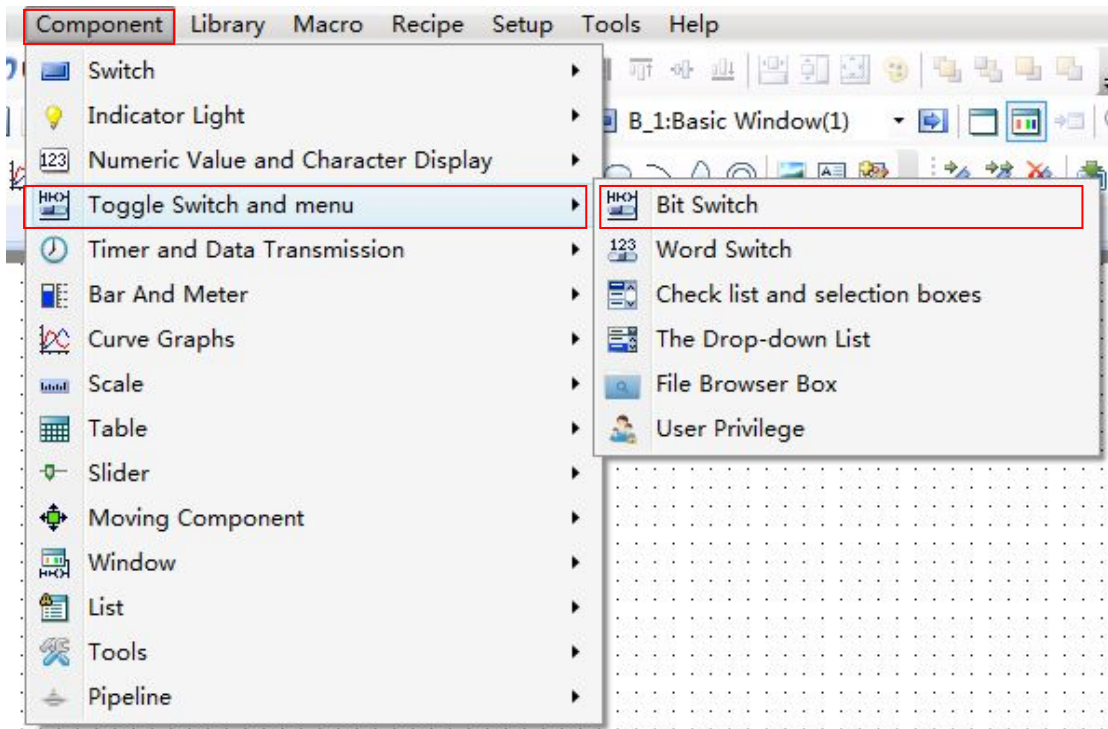 Component Library Macro Recipe Setup Tools Help
Switch
Indicator Light
B_1:Basic Window(1)
123 Numeric Value and Character Display
Toggle Switch and menu
Bit Switch
Timer and Data Transmission
123 Word Switch
Bar And Meter
Check list and selection boxes
Curve Graphs
The Drop-down List
Scale
File Browser Box
Table
User Privilege
Slider
Moving Component
Window
List
Tools
Pipeline